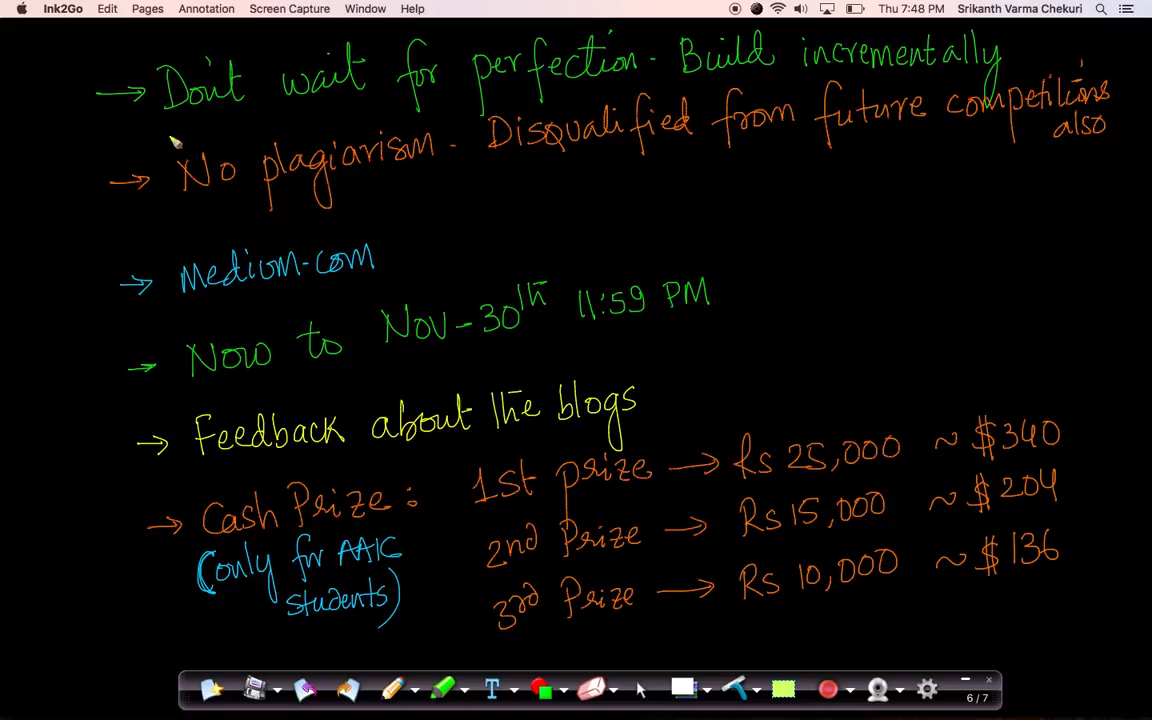 Ink2Go Edit Pages Annotation Screen Capture Window Help Thu 7:48 PM Srikanth Varma Chekuri
→ Don't wait for perfection. Build incrementally
→ No plagiarism. Disqualified from future competitions also
→ Medium.com
→ Now to Nov-30th 11:59 PM
→ Feedback about the blogs
→ Cash Prize: 1st prize → Rs 25,000 ~ $340
(only for AAIC students)
2nd Prize → Rs 15,000 ~ $204
3rd Prize → Rs 10,000 ~ $136
T
6 / 7